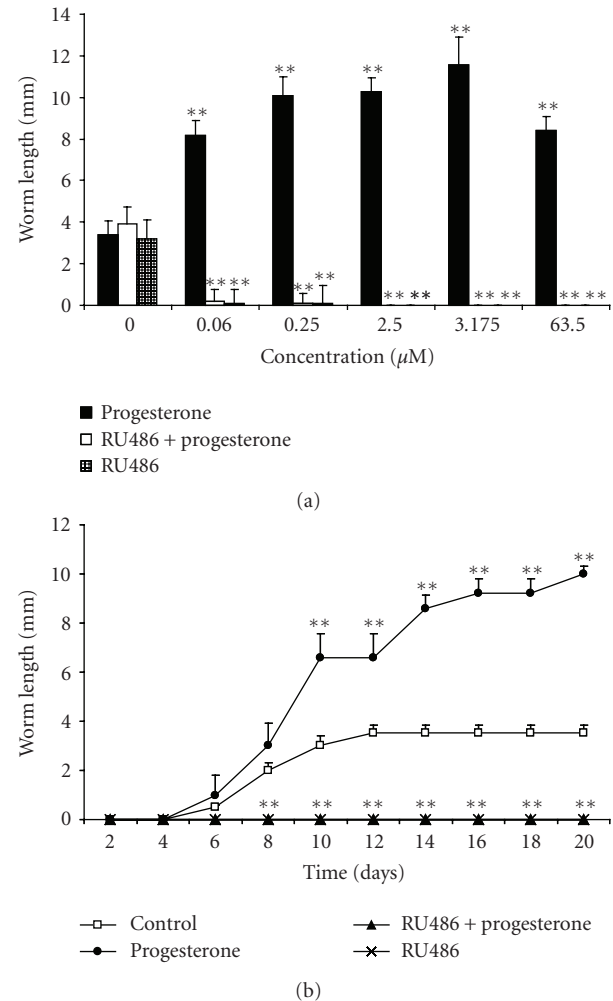 14
12
10
8
6
4
2
0
Worm length (mm)
** ** ** ** **
** ** ** ** ** ** ** ** ** **
0 0.06 0.25 2.5 3.175 63.5
Concentration (μM)
Progesterone
RU486 + progesterone
RU486
(a)
12
10
8
6
4
2
0
Worm length (mm)
** ** ** ** ** **
** ** ** ** ** ** **
2 4 6 8 10 12 14 16 18 20
Time (days)
Control RU486 + progesterone
Progesterone RU486
(b)